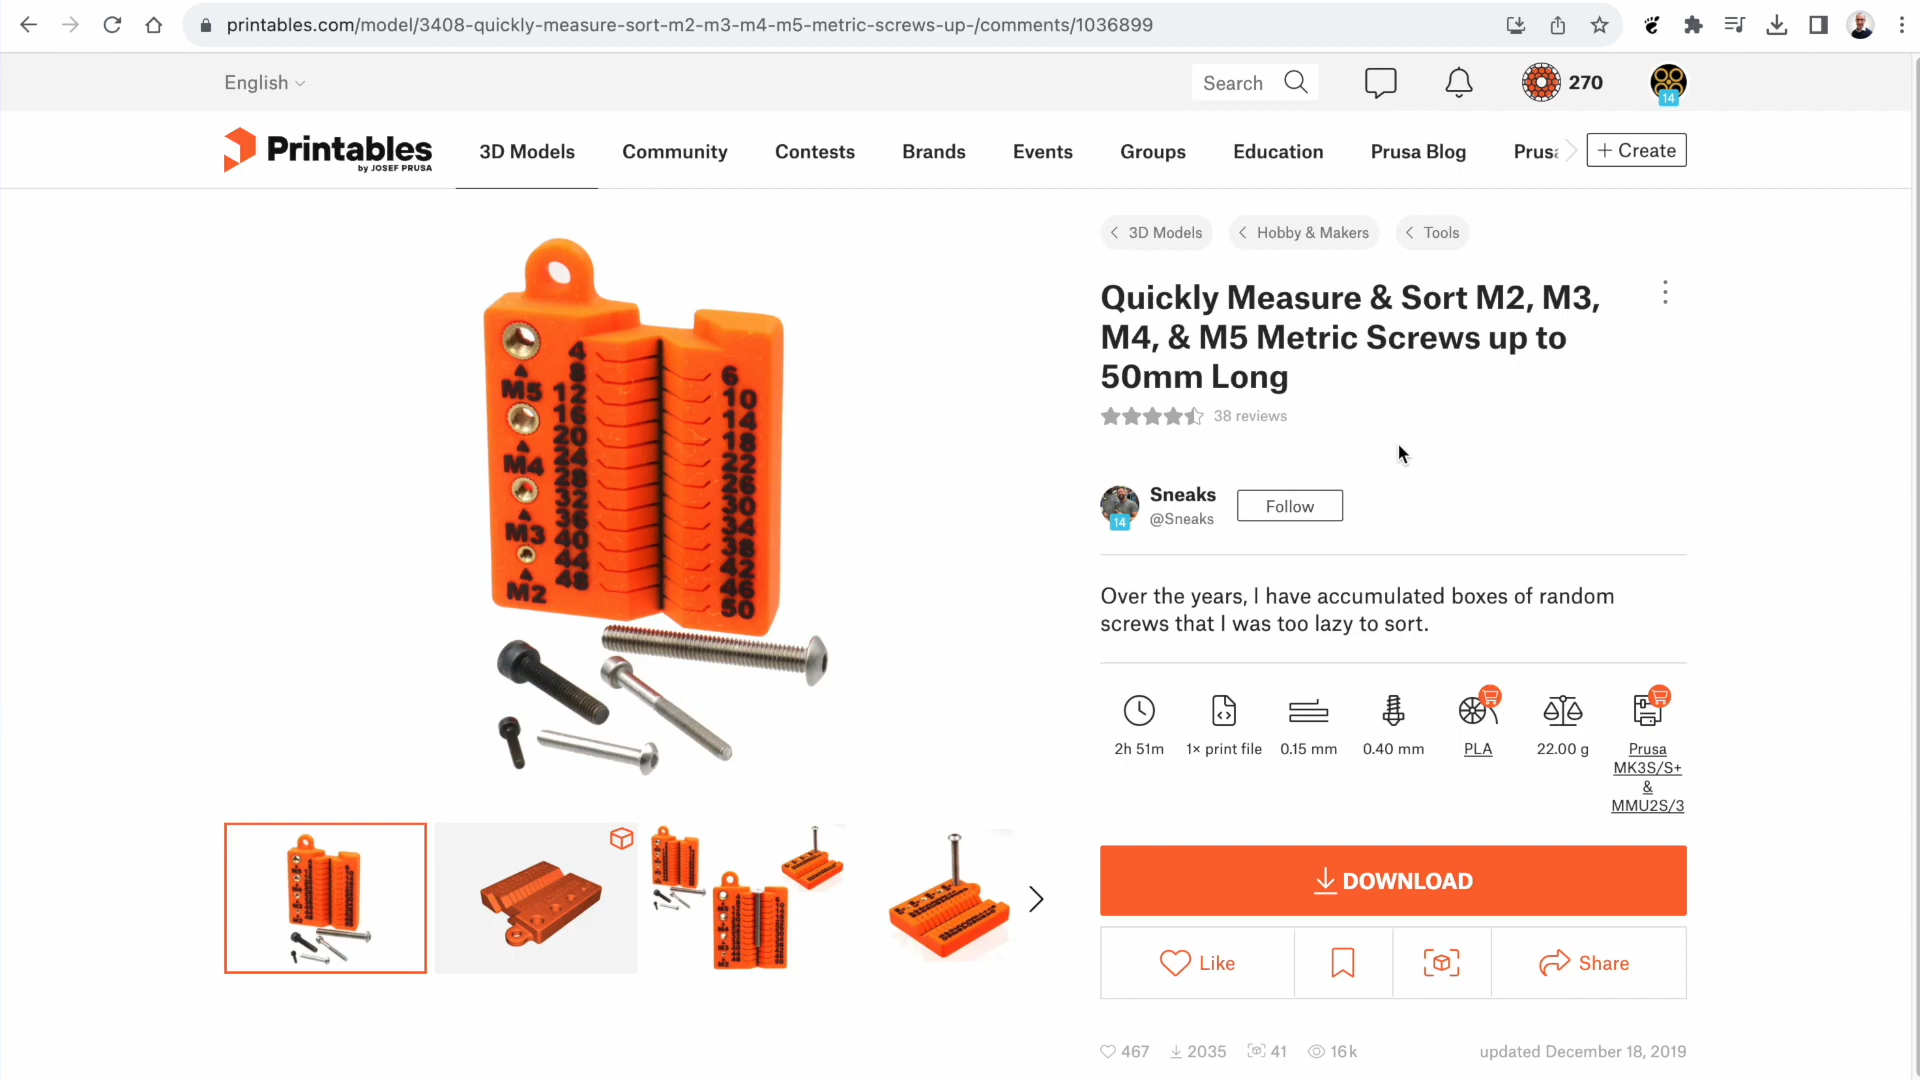 printables.com/model/3408-quickly-measure-sort-m2-m3-m4-m5-metric-screws-up-/comments/1036899
English
Search
270
14
Printables
by JOSEF PRUSA
3D Models
Community
Contests
Brands
Events
Groups
Education
Prusa Blog
Prusa
+ Create
3D Models
Hobby & Makers
Tools
Quickly Measure & Sort M2, M3,
M4, & M5 Metric Screws up to
50mm Long
38 reviews
Sneaks
@Sneaks
14
Follow
Over the years, I have accumulated boxes of random
screws that I was too lazy to sort.
2h 51m
1× print file
0.15 mm
0.40 mm
PLA
22.00 g
Prusa
MK3S/S+
&
MMU2S/3
DOWNLOAD
Like
Share
467
2035
41
16k
updated December 18, 2019
M5
M4
M3
M2
4
8
12
16
20
24
28
32
36
40
44
48
6
10
14
18
22
26
30
34
38
42
46
50